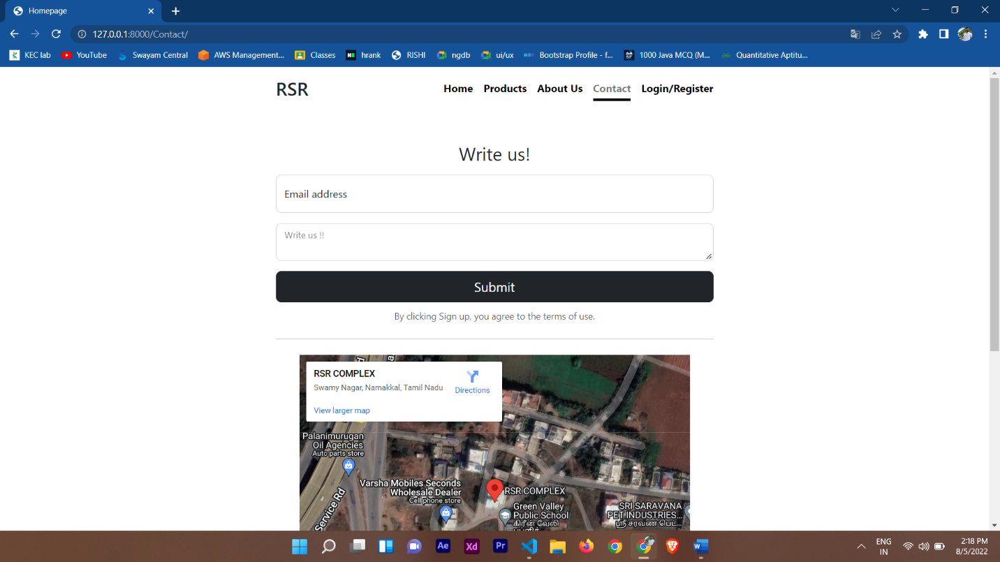 Homepage
127.0.0.1:8000/Contact/
KEC lab
YouTube
Swayam Central
AWS Management...
Classes
hrank
RISHI
ngdb
ui/ux
Bootstrap Profile - f...
1000 Java MCQ (M...
Quantitative Aptitu...
RSR
Home
Products
About Us
Contact
Login/Register
Write us!
Email address
Write us !!
Submit
By clicking Sign up, you agree to the terms of use.
RSR COMPLEX
Swamy Nagar, Namakkal, Tamil Nadu
Directions
View larger map
Palanimurugan
Oil Agencies
Auto parts store
Varsha Mobiles Seconds
Wholesale Dealer
Cell phone store
Service Rd
RSR COMPLEX
Green Valley
Public School
கிரீன் வேலி
SRI SARAVANA
PET INDUSTRIES...
ஸ்ரீ சரவண பெட்...
Ae
Xd
Pr
ENG
IN
2:18 PM
8/5/2022